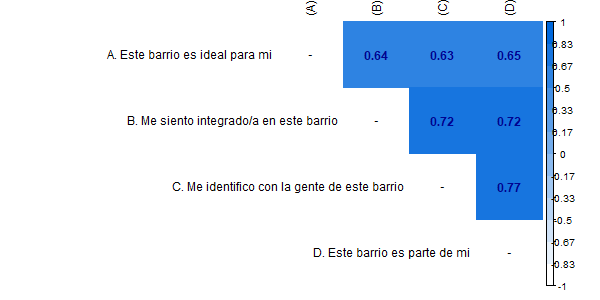 (A) (B) (C) (D)
A. Este barrio es ideal para mi - 0.64 0.63 0.65
B. Me siento integrado/a en este barrio - 0.72 0.72
C. Me identifico con la gente de este barrio - 0.77
D. Este barrio es parte de mi -
1
0.83
0.67
0.5
0.33
0.17
0
-0.17
-0.33
-0.5
-0.67
-0.83
-1